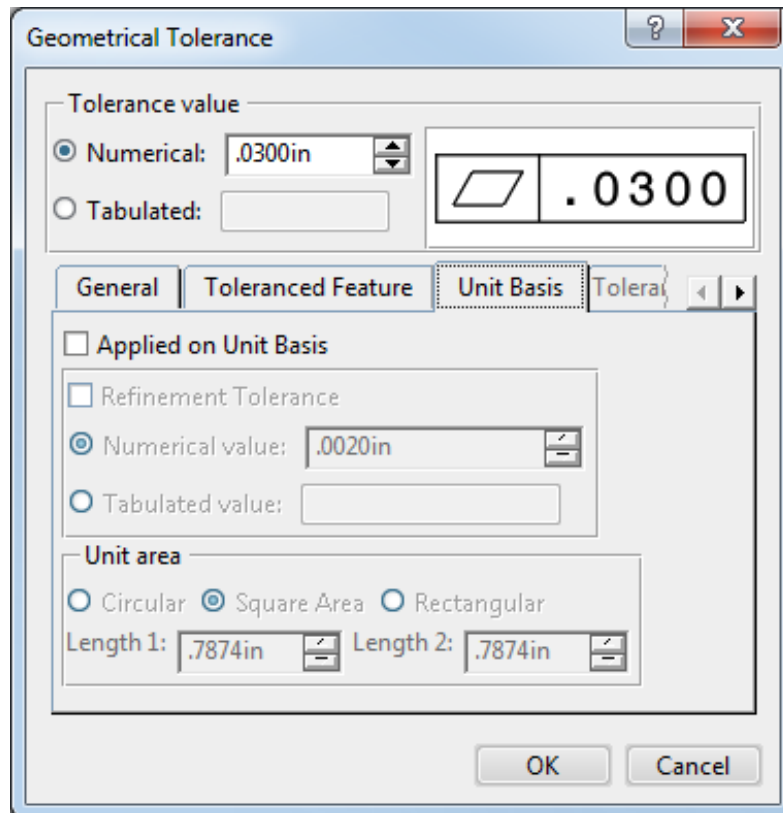 Geometrical Tolerance
Tolerance value
Numerical: .0300in
.0300
Tabulated:
General Toleranced Feature Unit Basis
Applied on Unit Basis
Refinement Tolerance
Numerical value: .0020in
Tabulated value:
Unit area
Circular Square Area Rectangular
Length 1: .7874in Length 2: .7874in
OK Cancel